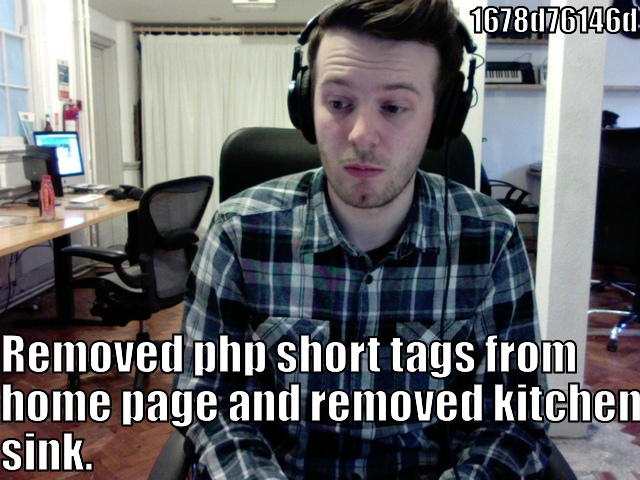 1678d76146d
Removed php short tags from
home page and removed kitchen
sink.